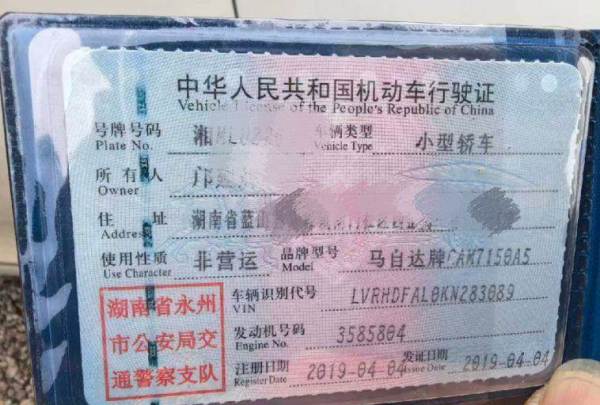 中华人民共和国机动车行驶证
Vehicle License of the People's Republic of China
号牌号码 湘 车辆类型 小型轿车
Plate No. Vehicle Type
所有人
Owner
住址 湖南省蓝山
Address
使用性质 非营运 品牌型号 马自达牌CAM7150A5
Use Character Model
湖南省永州
市公安局交
通警察支队
车辆识别代号 LVRHDFAL0KN283089
VIN
发动机号码 3585804
Engine No.
注册日期 2019-04-04 发证日期 2019-04-04
Register Date Issue Date